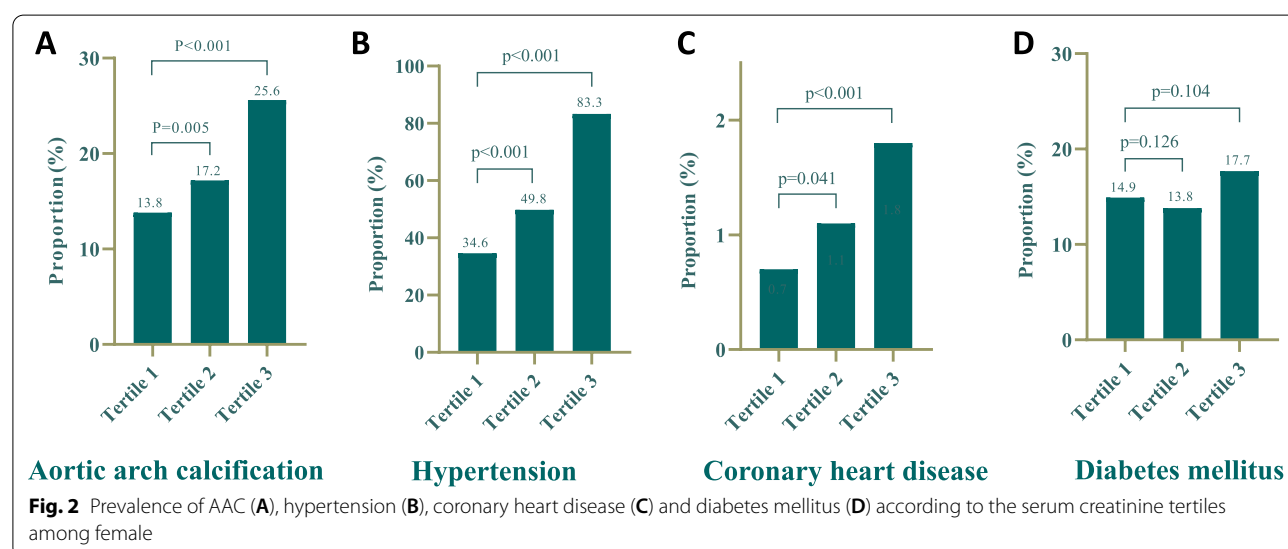 A
P<0.001
30
25.6
P=0.005
20
17.2
13.8
10
0
Proportion (%)
Tertile 1
Tertile 2
Tertile 3
Aortic arch calcification
B
p<0.001
100
83.3
80
p<0.001
60
49.8
40
34.6
20
0
Proportion (%)
Tertile 1
Tertile 2
Tertile 3
Hypertension
C
p<0.001
2
p=0.041
1.8
1.1
1
0.7
0
Proportion (%)
Tertile 1
Tertile 2
Tertile 3
Coronary heart disease
D
30
p=0.104
p=0.126
20
17.7
14.9
13.8
10
0
Proportion (%)
Tertile 1
Tertile 2
Tertile 3
Diabetes mellitus
Fig. 2 Prevalence of AAC (A), hypertension (B), coronary heart disease (C) and diabetes mellitus (D) according to the serum creatinine tertiles
among female